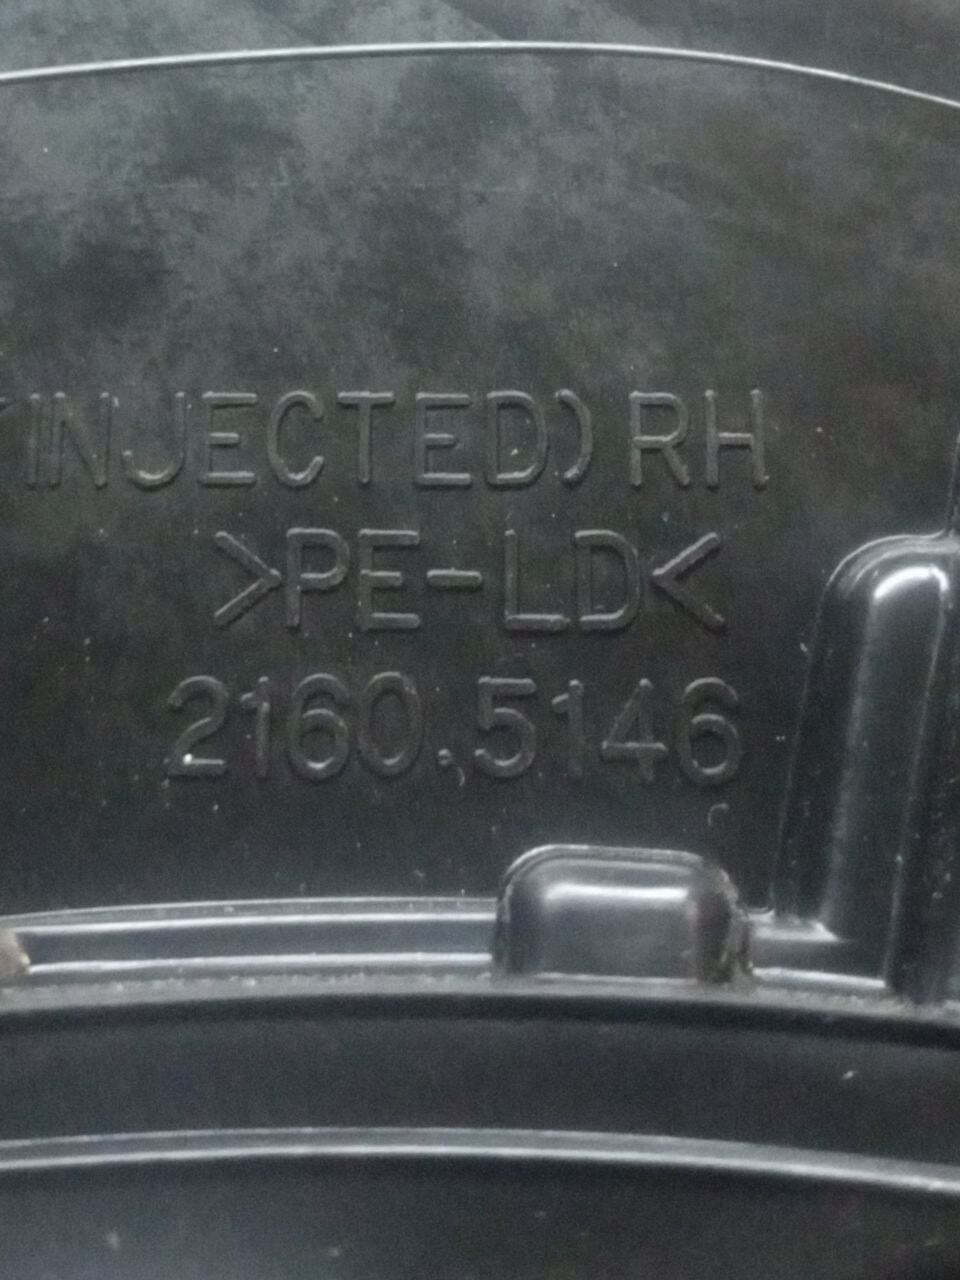 (INJECTED) RH
>PE-LD<
2160.5146